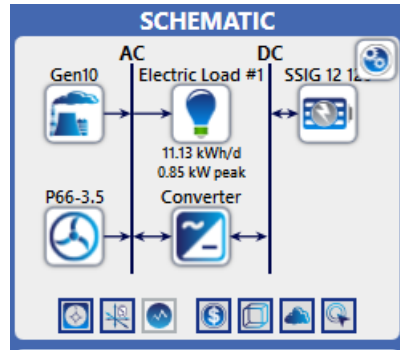 SCHEMATIC
AC DC
Gen10 Electric Load #1 SSIG 12 128
11.13 kWh/d
0.85 kW peak
P66-3.5 Converter